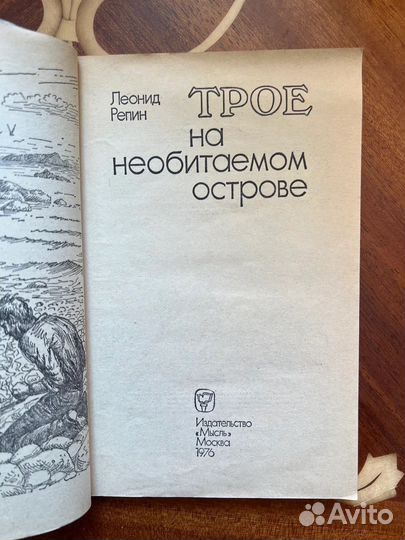 Леонид
Репин
ТРОЕ
на
необитаемом
острове
Издательство
«Мысль»
Москва
1976
Avito